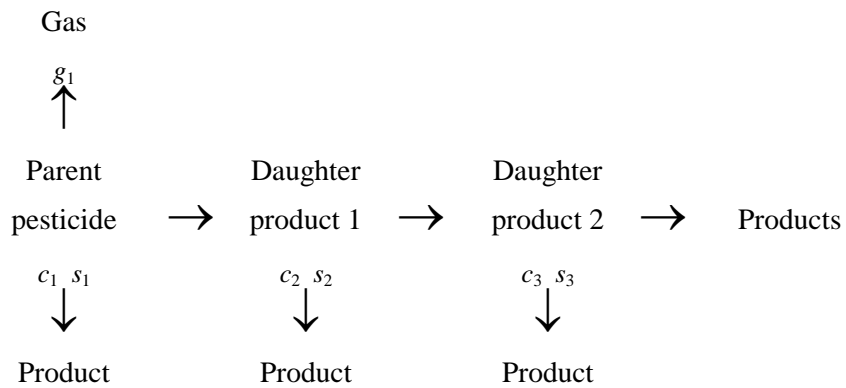 Gas
g1
Parent Daughter Daughter
pesticide → product 1 → product 2 → Products
c1 s1 c2 s2 c3 s3
Product Product Product